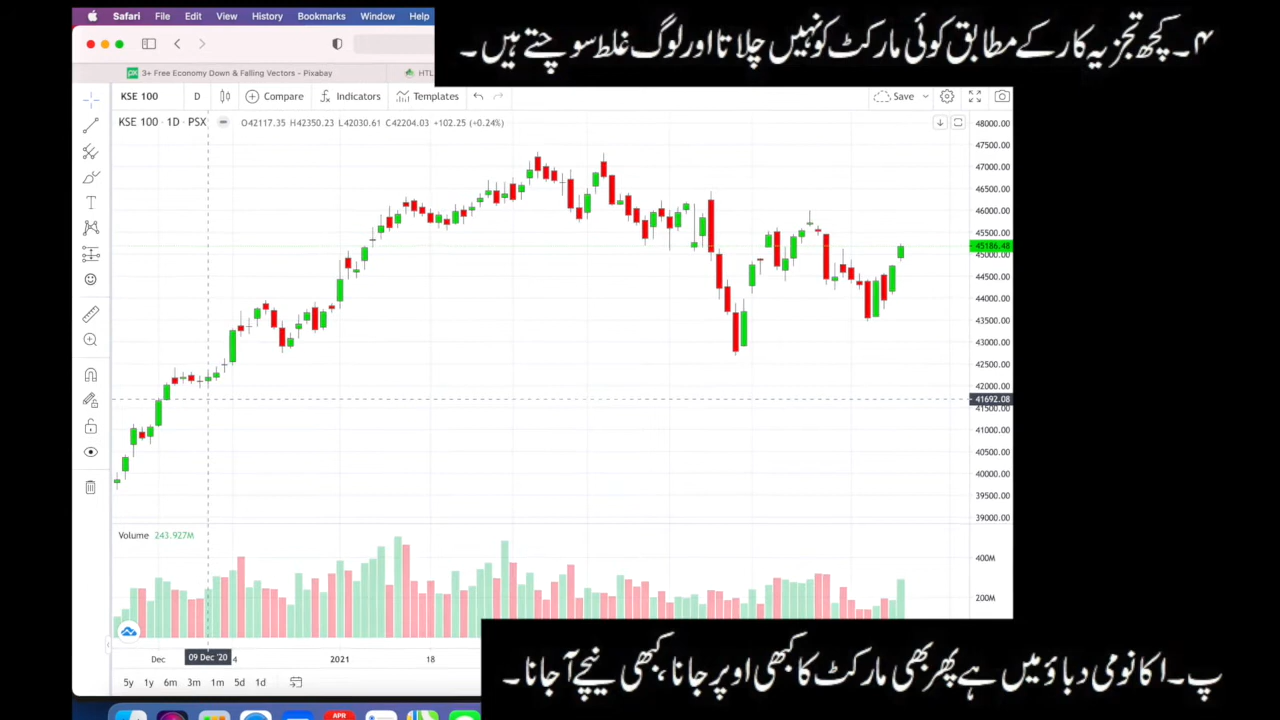 Safari File Edit View History Bookmarks Window Help
۴۔ کچھ تجزیہ کار کے مطابق کوئی مارکٹ کو نہیں چلاتا اور لوگ غلط سوچتے ہیں۔
3+ Free Economy Down & Falling Vectors - Pixabay
HTL
KSE 100 D Compare Indicators Templates Save
KSE 100 · 1D · PSX O42117.35 H42350.23 L42030.61 C42204.03 +102.25 (+0.24%)
48000.00
47500.00
47000.00
46500.00
46000.00
45500.00
45186.48
45000.00
44500.00
44000.00
43500.00
43000.00
42500.00
42000.00
41692.08
41500.00
41000.00
40500.00
40000.00
39500.00
39000.00
Volume 243.927M
400M
200M
Dec 09 Dec '20 4 2021 18
5y 1y 6m 3m 1m 5d 1d
پ۔ اکانومی دباؤ میں ہے پھر بھی مارکٹ کا کبھی اوپر جانا، کبھی نیچے آ جانا۔
APR